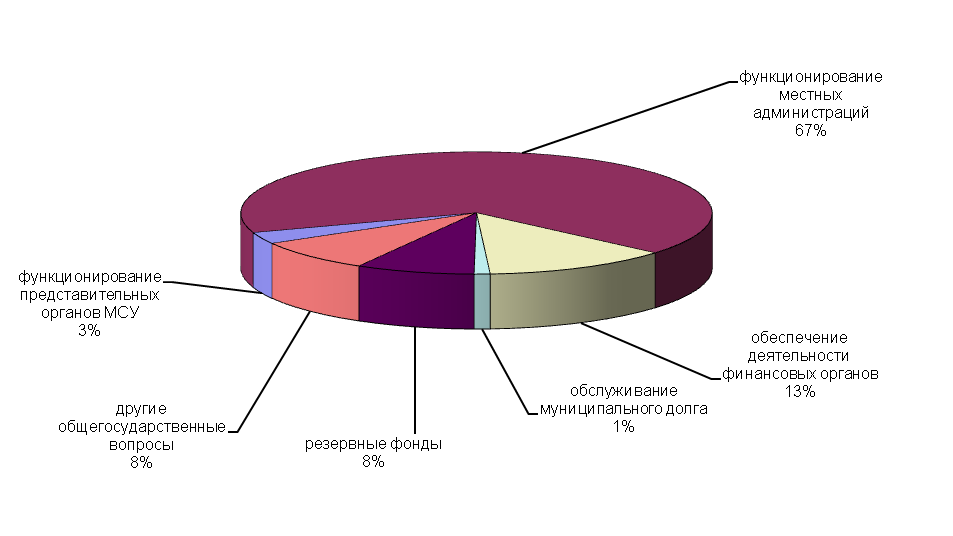 функционирование
местных
администраций
67%
функционирование
представительных
органов МСУ
3%
обеспечение
деятельности
финансовых органов
13%
обслуживание
муниципального долга
1%
другие
общегосударственные
вопросы
8%
резервные фонды
8%